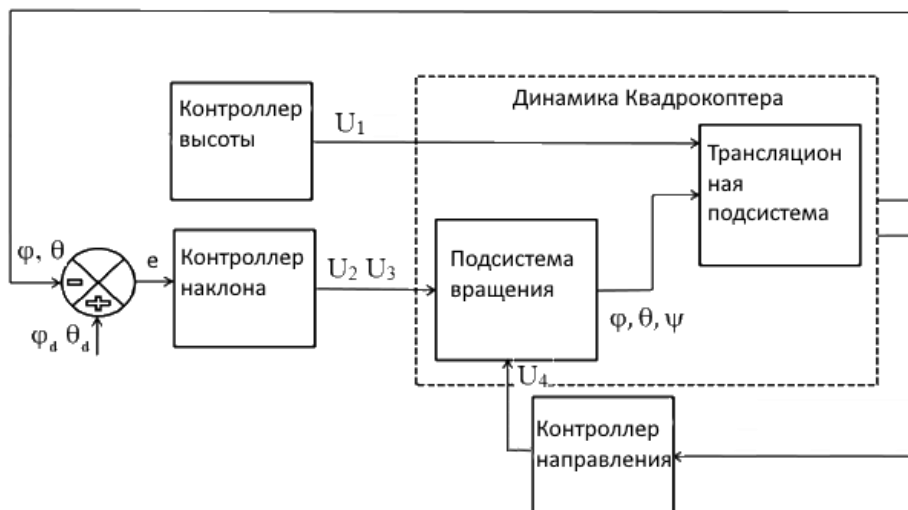 Динамика Квадрокоптера
Контроллер
высоты
U₁
Трансляцион
ная
подсистема
φ, θ
e
Контроллер
наклона
U₂ U₃
Подсистема
вращения
φ, θ, ψ
φd θd
U₄
Контроллер
направления